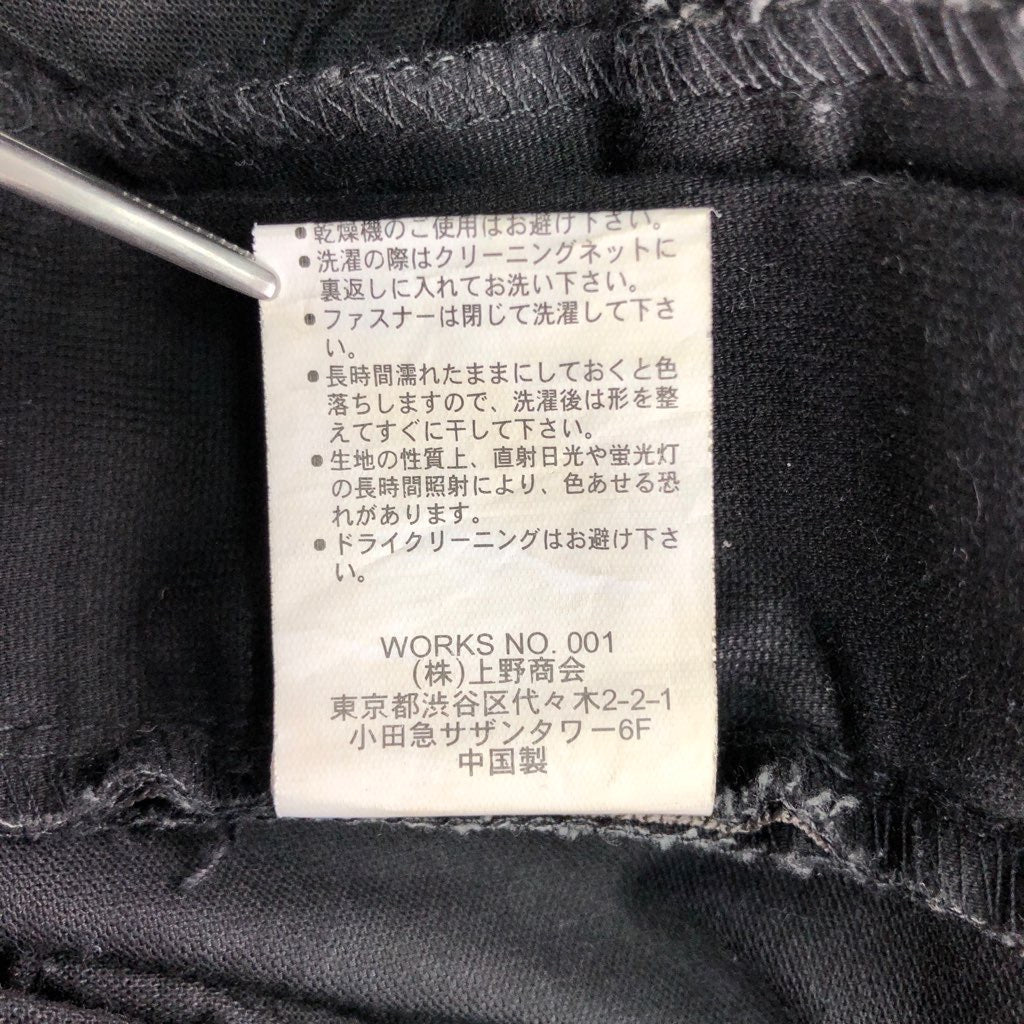 ●乾燥機のご使用はお避け下さい。
●洗濯の際はクリーニングネットに
裏返しに入れてお洗い下さい。
●ファスナーは閉じて洗濯して下さ
い。
●長時間濡れたままにしておくと色
落ちしますので、洗濯後は形を整
えてすぐに干して下さい。
●生地の性質上、直射日光や蛍光灯
の長時間照射により、色あせる恐
れがあります。
●ドライクリーニングはお避け下さ
い。
WORKS NO. 001
(株)上野商会
東京都渋谷区代々木2-2-1
小田急サザンタワー6F
中国製